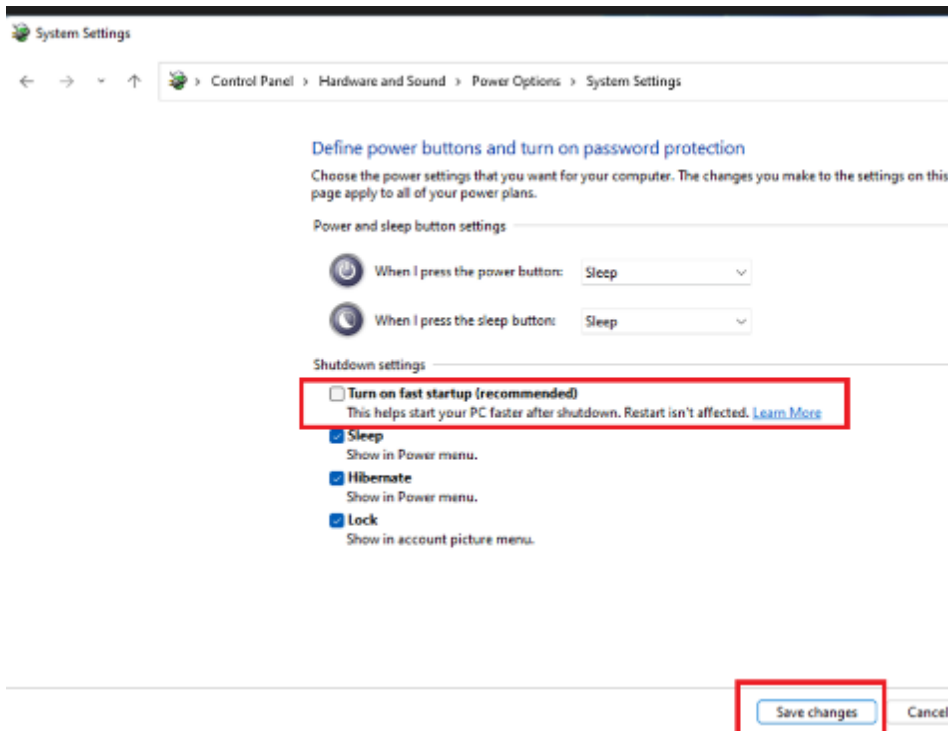 System Settings
Control Panel > Hardware and Sound > Power Options > System Settings
Define power buttons and turn on password protection
Choose the power settings that you want for your computer. The changes you make to the settings on this
page apply to all of your power plans.
Power and sleep button settings
When I press the power button: Sleep
When I press the sleep button: Sleep
Shutdown settings
Turn on fast startup (recommended)
This helps start your PC faster after shutdown. Restart isn't affected. Learn More
Sleep
Show in Power menu.
Hibernate
Show in Power menu.
Lock
Show in account picture menu.
Save changes Cancel